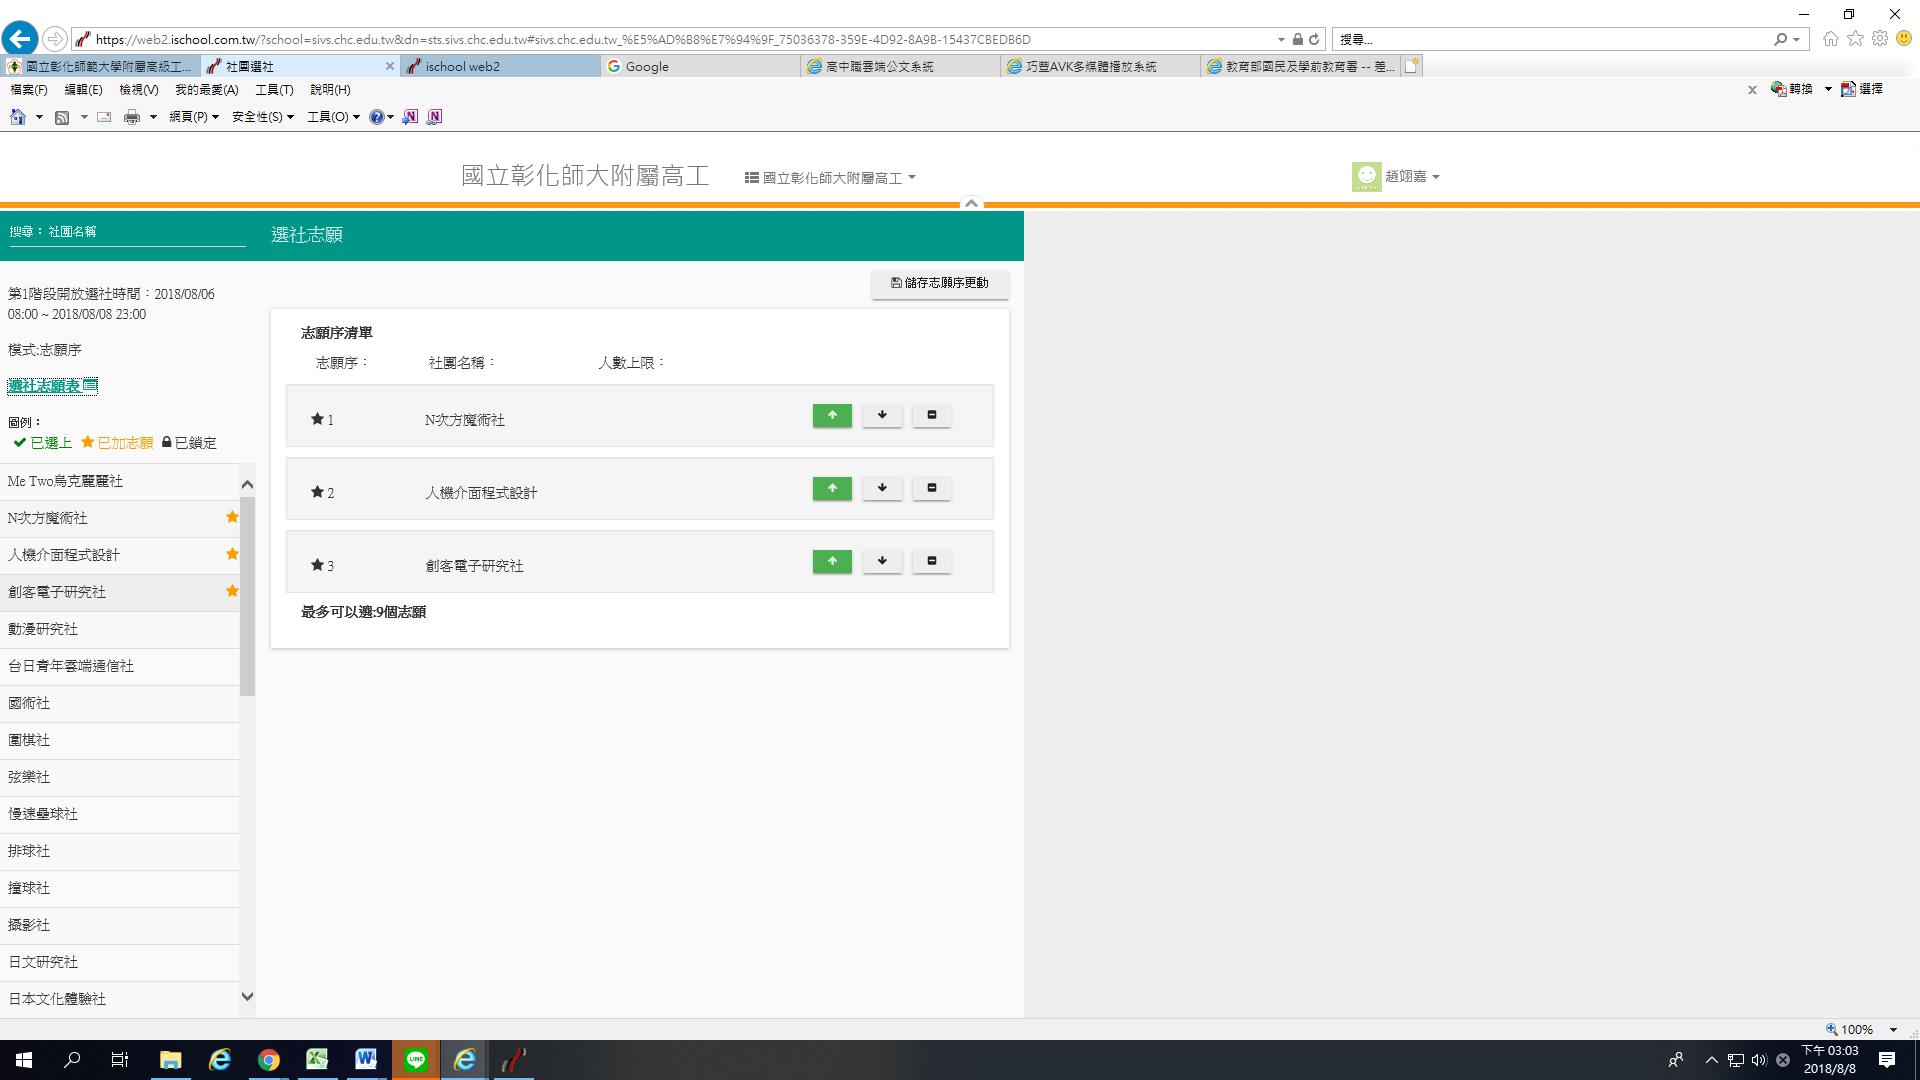 https://web2.ischool.com.tw/?school=sivs.chc.edu.tw&dn=sts.sivs.chc.edu.tw#sivs.chc.edu.tw_%E5%AD%B8%E7%94%9F_75036378-359E-4D92-8A9B-15437CBEDB6D
搜尋...
國立彰化師範大學附屬高級工...
社團選社
ischool web2
Google
高中職雲端公文系統
巧豐AVK多媒體播放系統
教育部國民及學前教育署 -- 差...
檔案(F) 編輯(E) 檢視(V) 我的最愛(A) 工具(T) 說明(H)
x 轉換 選擇
網頁(P) 安全性(S) 工具(O)
國立彰化師大附屬高工
國立彰化師大附屬高工
趙翊嘉
搜尋：社團名稱
選社志願
儲存志願序更動
第1階段開放選社時間：2018/08/06
08:00 ~ 2018/08/08 23:00
模式:志願序
選社志願表
圖例：
已選上 已加志願 已鎖定
Me Two烏克麗麗社
N次方魔術社
人機介面程式設計
創客電子研究社
動漫研究社
台日青年雲端通信社
國術社
圍棋社
弦樂社
慢速壘球社
排球社
撞球社
攝影社
日文研究社
日本文化體驗社
志願序清單
志願序： 社團名稱： 人數上限：
1 N次方魔術社
2 人機介面程式設計
3 創客電子研究社
最多可以選:9個志願
100%
下午 03:03
2018/8/8